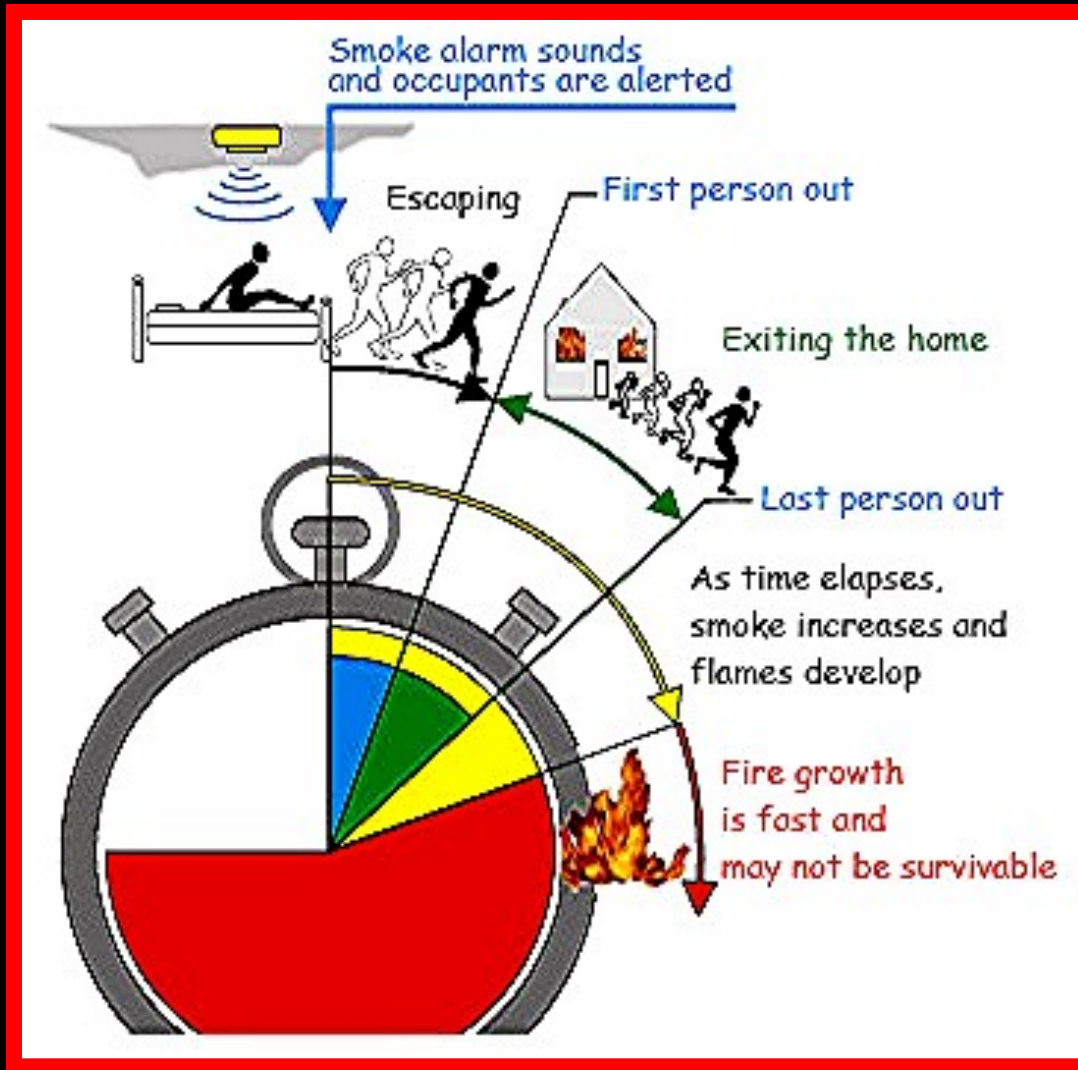 Smoke alarm sounds
and occupants are alerted
Escaping
First person out
Exiting the home
Last person out
As time elapses,
smoke increases and
flames develop
Fire growth
is fast and
may not be survivable